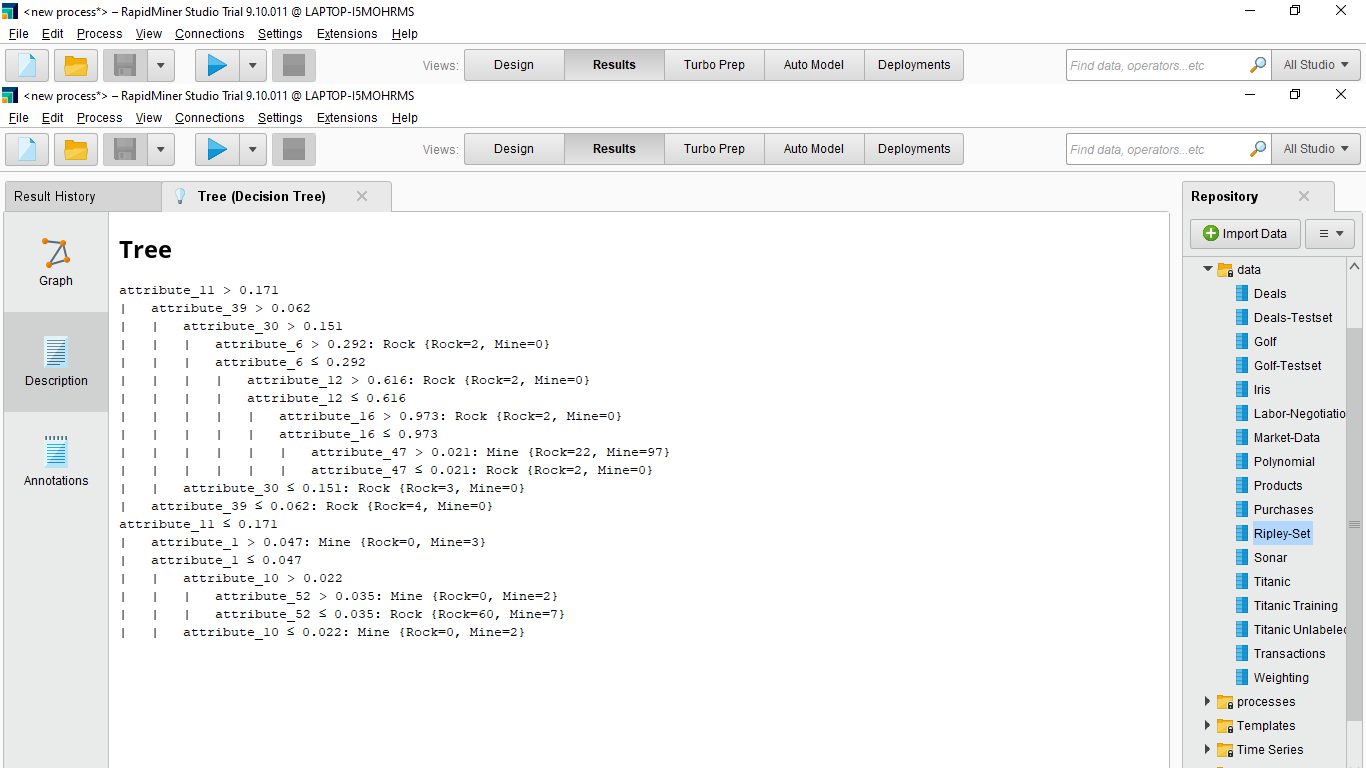 <new process*> – RapidMiner Studio Trial 9.10.011 @ LAPTOP-I5MOHRMS
File Edit Process View Connections Settings Extensions Help
Views: Design Results Turbo Prep Auto Model Deployments Find data, operators...etc All Studio
<new process*> – RapidMiner Studio Trial 9.10.011 @ LAPTOP-I5MOHRMS
File Edit Process View Connections Settings Extensions Help
Views: Design Results Turbo Prep Auto Model Deployments Find data, operators...etc All Studio
Result History
Tree (Decision Tree)
Graph
Description
Annotations
Tree
attribute_11 > 0.171
|   attribute_39 > 0.062
|   |   attribute_30 > 0.151
|   |   |   attribute_6 > 0.292: Rock {Rock=2, Mine=0}
|   |   |   attribute_6 ≤ 0.292
|   |   |   |   attribute_12 > 0.616: Rock {Rock=2, Mine=0}
|   |   |   |   attribute_12 ≤ 0.616
|   |   |   |   |   attribute_16 > 0.973: Rock {Rock=2, Mine=0}
|   |   |   |   |   attribute_16 ≤ 0.973
|   |   |   |   |   |   attribute_47 > 0.021: Mine {Rock=22, Mine=97}
|   |   |   |   |   |   attribute_47 ≤ 0.021: Rock {Rock=2, Mine=0}
|   |   attribute_30 ≤ 0.151: Rock {Rock=3, Mine=0}
|   attribute_39 ≤ 0.062: Rock {Rock=4, Mine=0}
attribute_11 ≤ 0.171
|   attribute_1 > 0.047: Mine {Rock=0, Mine=3}
|   attribute_1 ≤ 0.047
|   |   attribute_10 > 0.022
|   |   |   attribute_52 > 0.035: Mine {Rock=0, Mine=2}
|   |   |   attribute_52 ≤ 0.035: Rock {Rock=60, Mine=7}
|   |   attribute_10 ≤ 0.022: Mine {Rock=0, Mine=2}
Repository
Import Data
data
Deals
Deals-Testset
Golf
Golf-Testset
Iris
Labor-Negotiatio
Market-Data
Polynomial
Products
Purchases
Ripley-Set
Sonar
Titanic
Titanic Training
Titanic Unlabeled
Transactions
Weighting
processes
Templates
Time Series